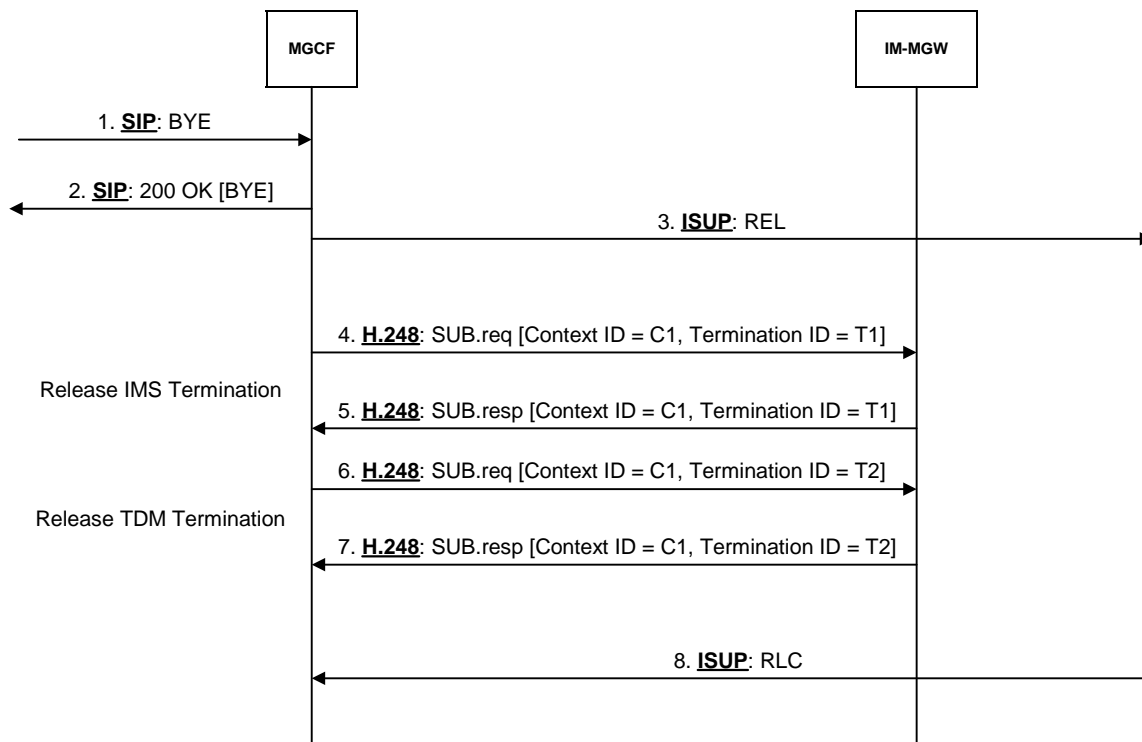 MGCF
IM-MGW
1. SIP: BYE
2. SIP: 200 OK [BYE]
3. ISUP: REL
4. H.248: SUB.req [Context ID = C1, Termination ID = T1]
Release IMS Termination
5. H.248: SUB.resp [Context ID = C1, Termination ID = T1]
6. H.248: SUB.req [Context ID = C1, Termination ID = T2]
Release TDM Termination
7. H.248: SUB.resp [Context ID = C1, Termination ID = T2]
8. ISUP: RLC